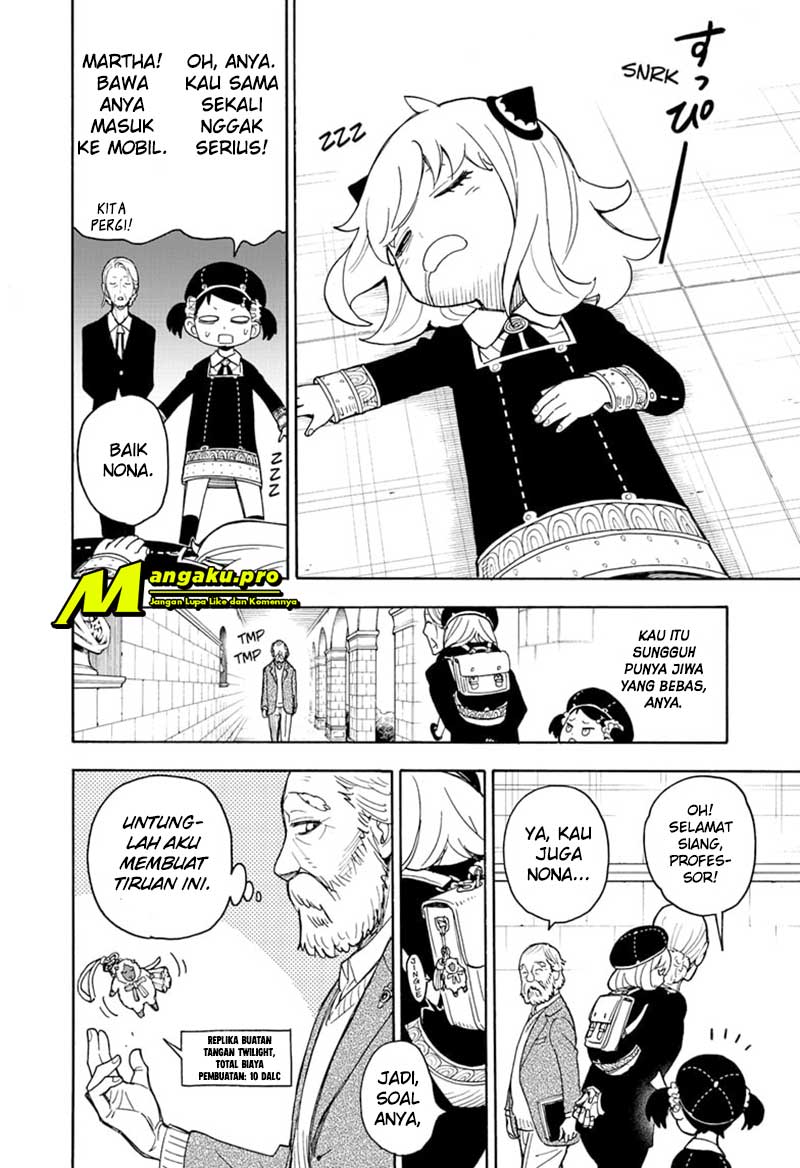 すっぴー
SNRK
ZZZ
OH, ANYA.
KAU SAMA
SEKALI
NGGAK
SERIUS!
MARTHA!
BAWA
ANYA
MASUK
KE MOBIL.
KITA
PERGI!
BAIK
NONA.
ZZZ
Mangaku.pro
Jangan Lupa Like dan Komennya
KAU ITU
SUNGGUH
PUNYA JIWA
YANG BEBAS,
ANYA.
TMP
TMP
OH!
SELAMAT
SIANG,
PROFES-
SOR!
YA, KAU
JUGA
NONA...
JINGLE
JADI,
SOAL
ANYA,
UNTUNG-
LAH AKU
MEMBUAT
TIRUAN INI.
REPLIKA BUATAN
TANGAN TWILIGHT,
TOTAL BIAYA
PEMBUATAN: 10 DALC